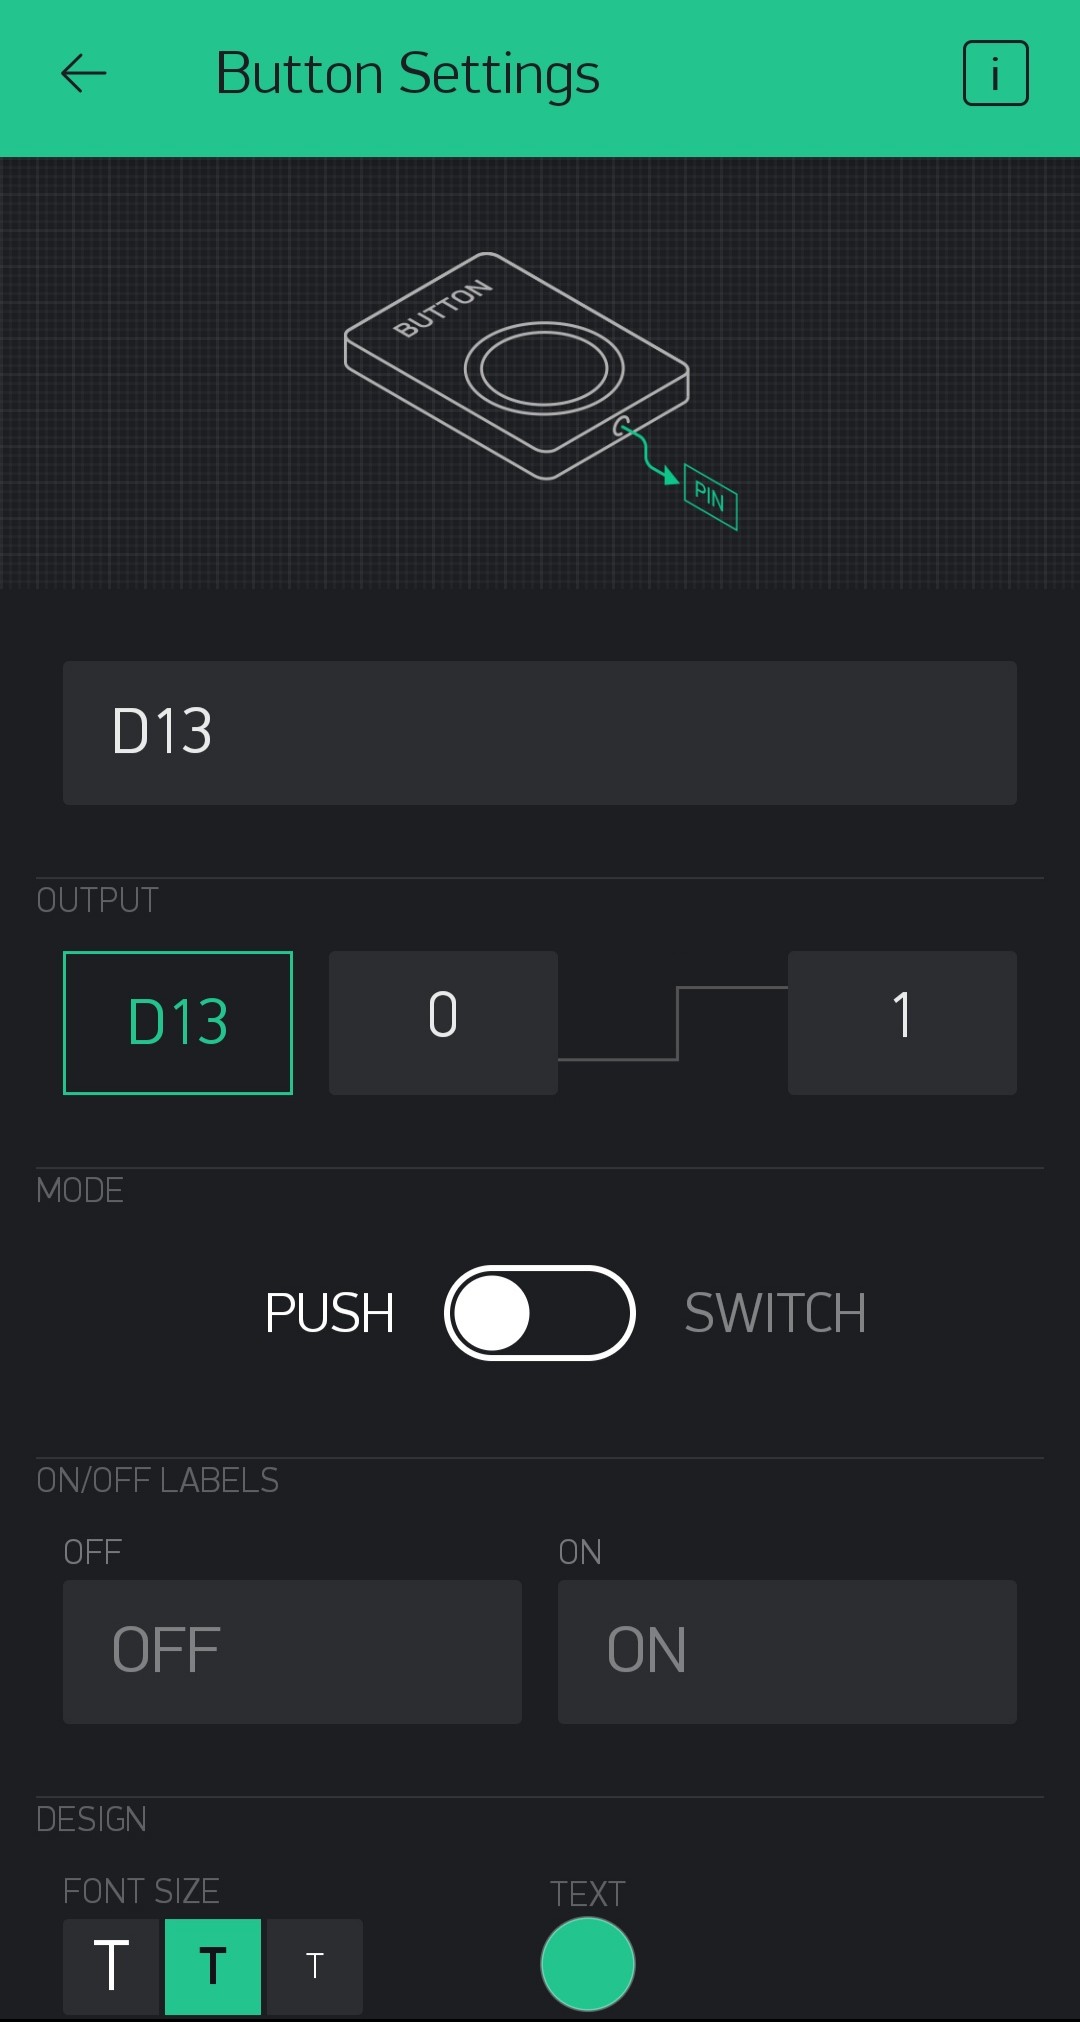 Button Settings
i
BUTTON
PIN
D13
OUTPUT
D13 0 1
MODE
PUSH SWITCH
ON/OFF LABELS
OFF ON
OFF ON
DESIGN
FONT SIZE TEXT
T T T